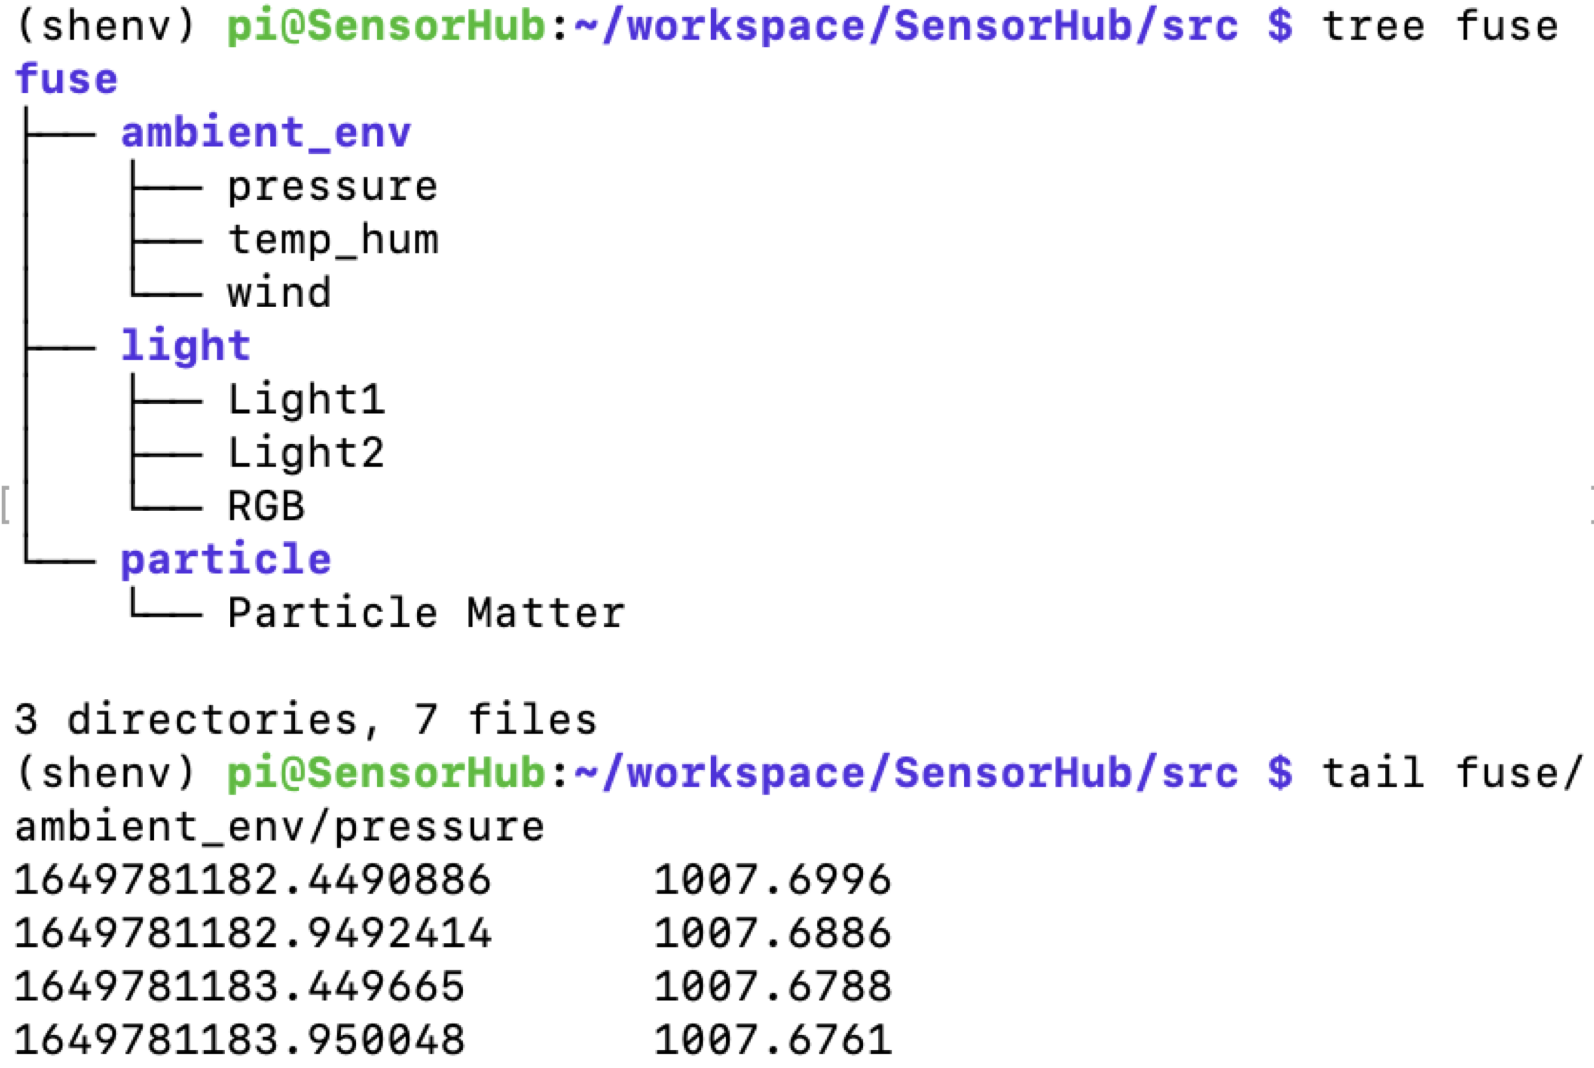 (shenv) pi@SensorHub:~/workspace/SensorHub/src $ tree fuse
fuse
├── ambient_env
│   ├── pressure
│   ├── temp_hum
│   └── wind
├── light
│   ├── Light1
│   ├── Light2
│   └── RGB
└── particle
    └── Particle Matter
3 directories, 7 files
(shenv) pi@SensorHub:~/workspace/SensorHub/src $ tail fuse/
ambient_env/pressure
1649781182.4490886 1007.6996
1649781182.9492414 1007.6886
1649781183.449665 1007.6788
1649781183.950048 1007.6761